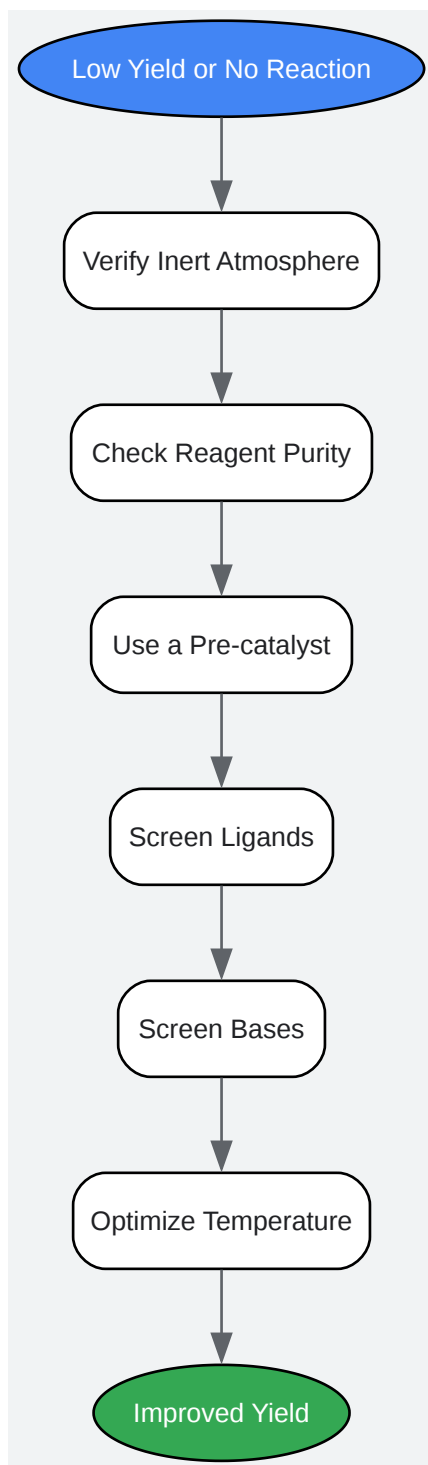 Low Yield or No Reaction
Verify Inert Atmosphere
Check Reagent Purity
Use a Pre-catalyst
Screen Ligands
Screen Bases
Optimize Temperature
Improved Yield